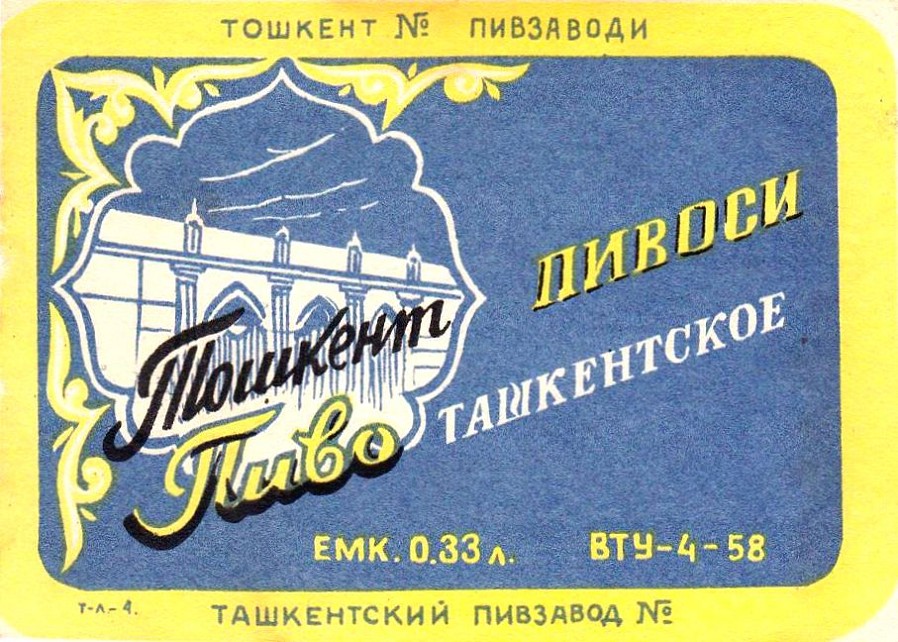 ТОШКЕНТ № ПИВЗАВОДИ
Тошкент ПИВОСИ
Пиво ТАШКЕНТСКОЕ
ЕМК. 0.33 л. ВТУ-4-58
т-л.-4.
ТАШКЕНТСКИЙ ПИВЗАВОД №